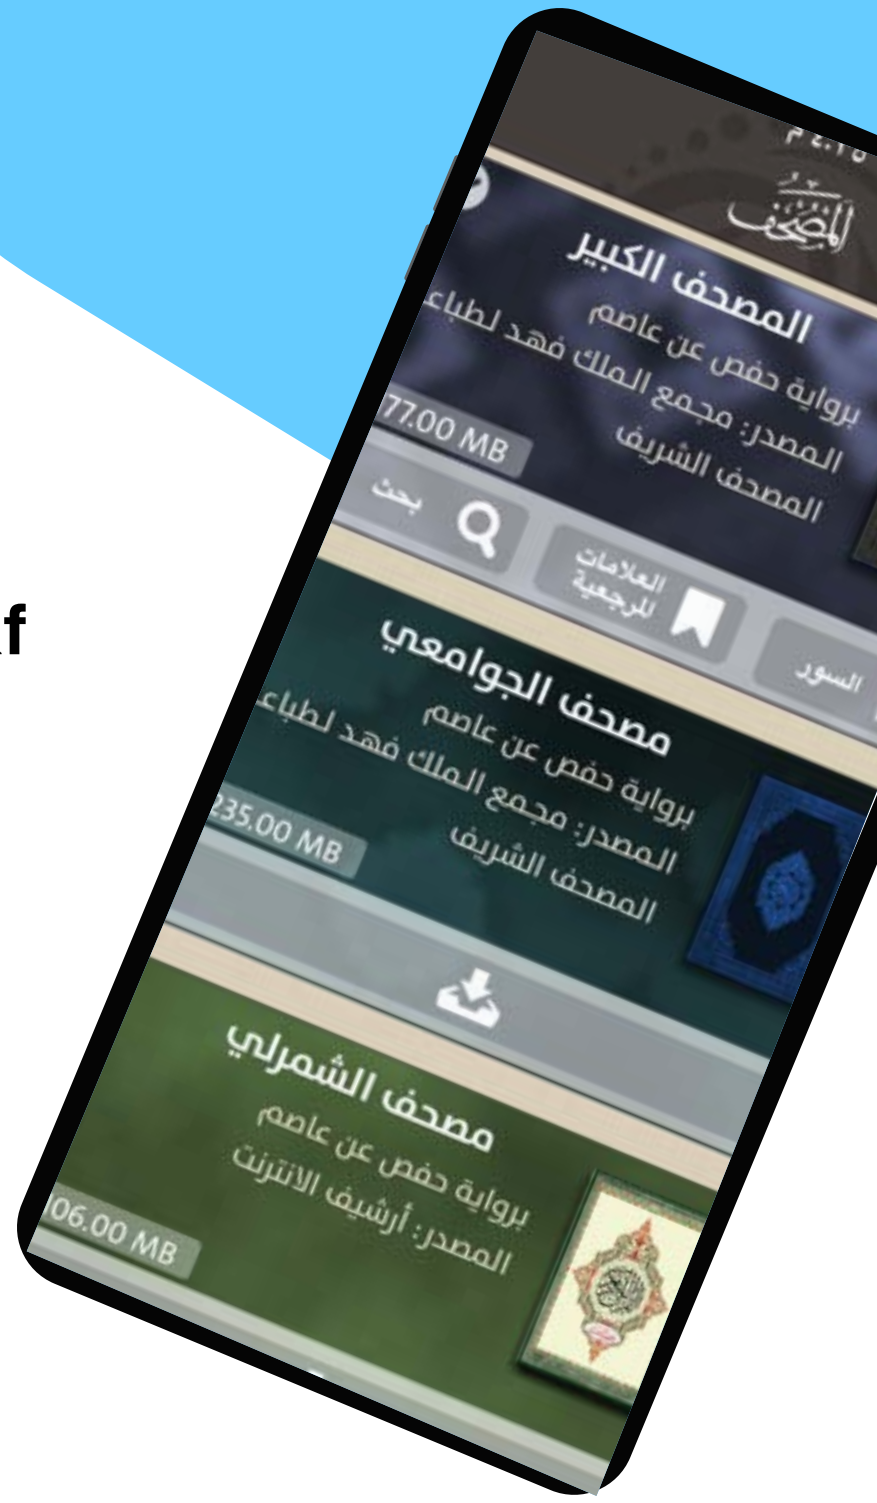 المصحف
المصحف الكبير
برواية حفص عن عاصم
المصدر: مجمع الملك فهد لطباع
المصحف الشريف
77.00 MB
السور
العلامات
المرجعية
بحث
مصحف الجوامعي
برواية حفص عن عاصم
المصدر: مجمع الملك فهد لطباع
المصحف الشريف
235.00 MB
f
مصحف الشمرلي
برواية حفص عن عاصم
المصدر: أرشيف الانترنت
06.00 MB